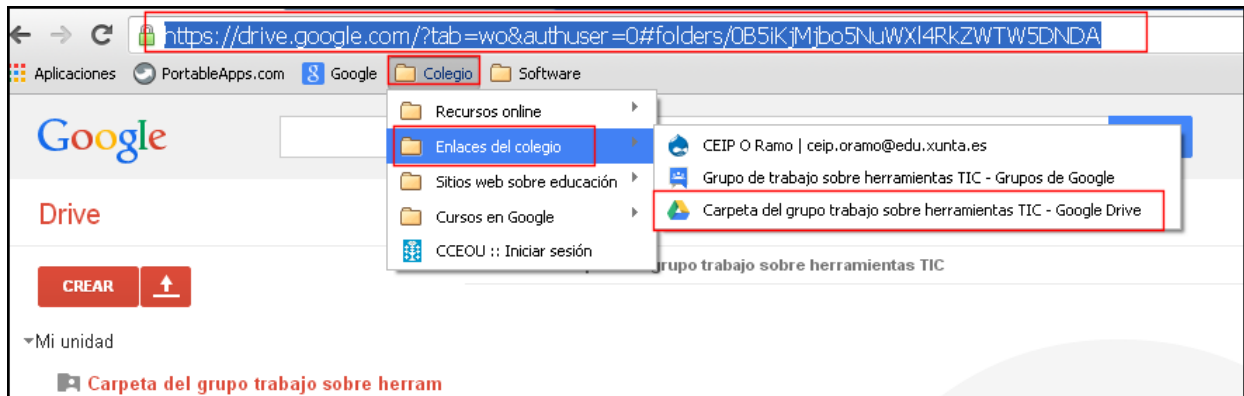 https://drive.google.com/?tab=wo&authuser=0#folders/0B5iKjMjbo5NuWXl4RkZWTW5DNDA
Aplicaciones PortableApps.com Google Colegio Software
Recursos online
Enlaces del colegio
Sitios web sobre educación
Cursos en Google
CCEOU :: Iniciar sesión
CEIP O Ramo | ceip.oramo@edu.xunta.es
Grupo de trabajo sobre herramientas TIC - Grupos de Google
Carpeta del grupo trabajo sobre herramientas TIC - Google Drive
Google
Drive
grupo trabajo sobre herramientas TIC
CREAR
Mi unidad
Carpeta del grupo trabajo sobre herram